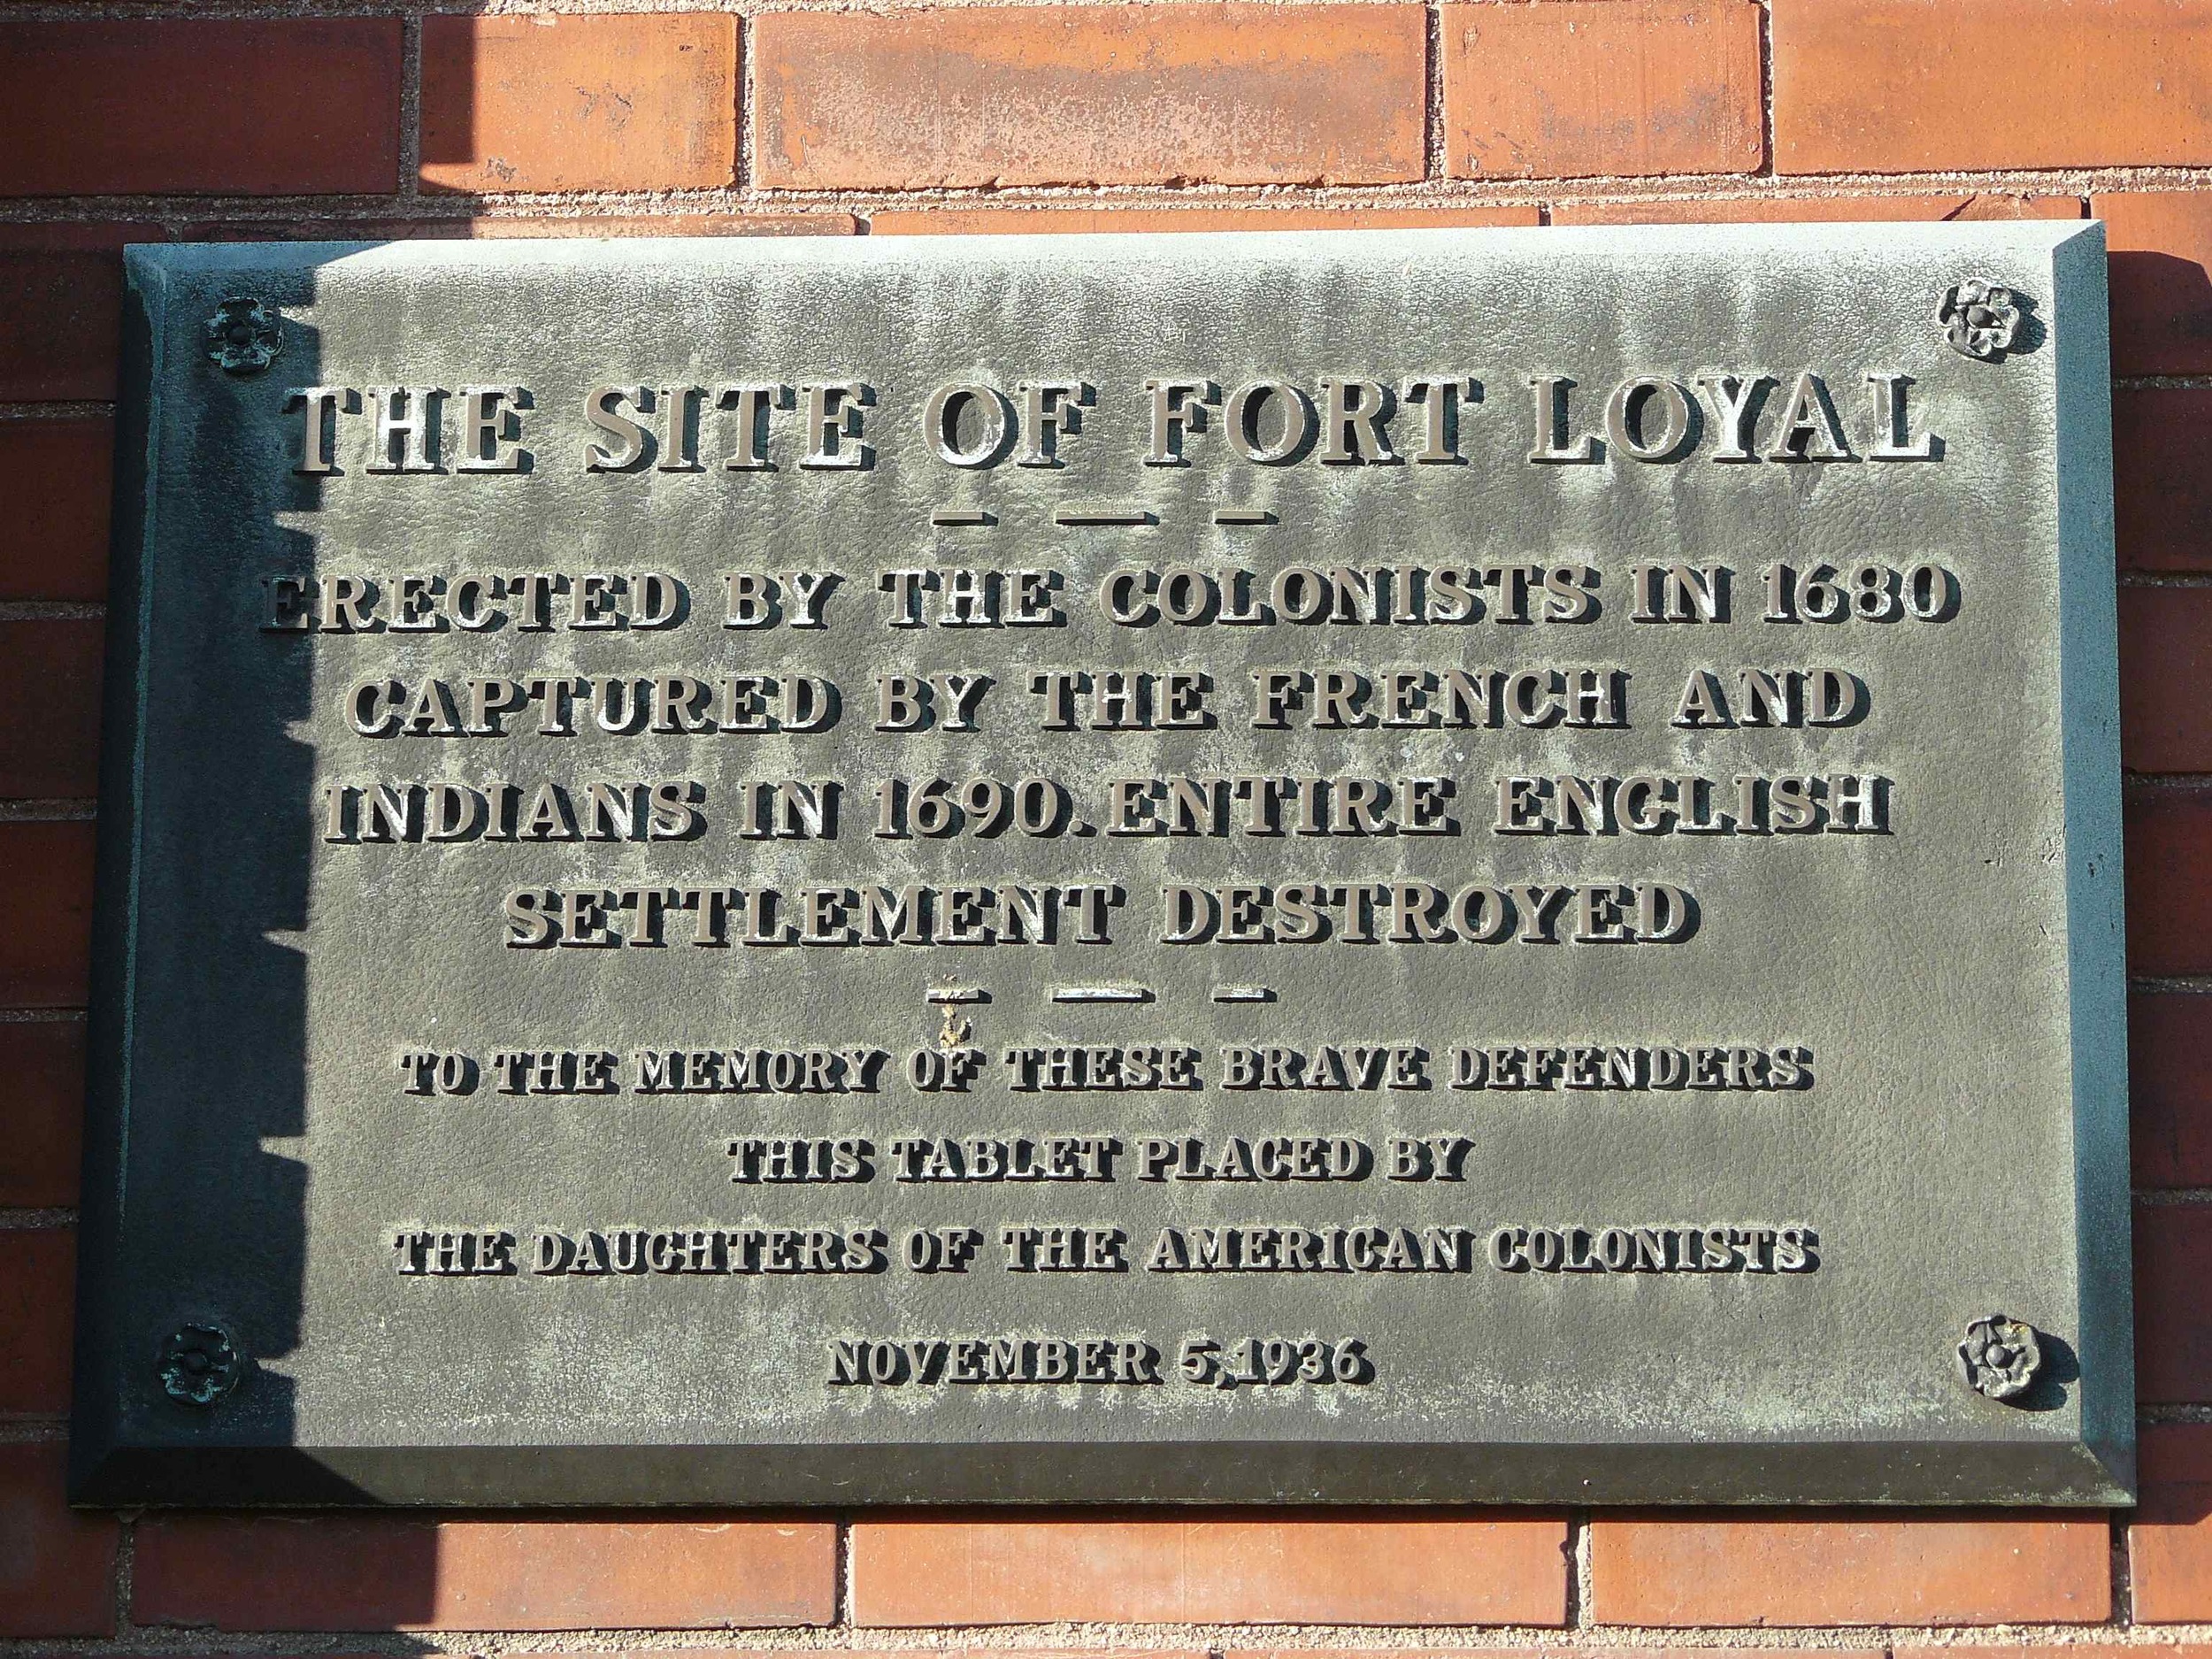 THE SITE OF FORT LOYAL
ERECTED BY THE COLONISTS IN 1680
CAPTURED BY THE FRENCH AND
INDIANS IN 1690. ENTIRE ENGLISH
SETTLEMENT DESTROYED
TO THE MEMORY OF THESE BRAVE DEFENDERS
THIS TABLET PLACED BY
THE DAUGHTERS OF THE AMERICAN COLONISTS
NOVEMBER 5, 1936